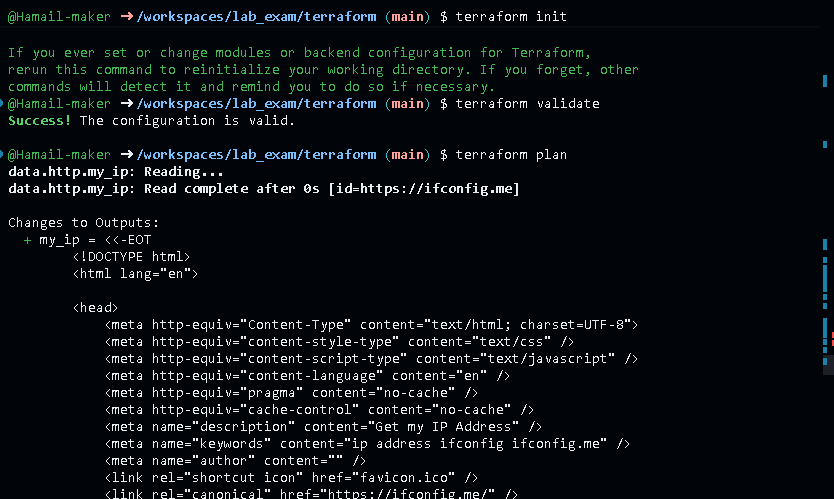 @Hamail-maker ➜/workspaces/lab_exam/terraform (main) $ terraform init
If you ever set or change modules or backend configuration for Terraform,
rerun this command to reinitialize your working directory. If you forget, other
commands will detect it and remind you to do so if necessary.
@Hamail-maker ➜/workspaces/lab_exam/terraform (main) $ terraform validate
Success! The configuration is valid.
@Hamail-maker ➜/workspaces/lab_exam/terraform (main) $ terraform plan
data.http.my_ip: Reading...
data.http.my_ip: Read complete after 0s [id=https://ifconfig.me]
Changes to Outputs:
+ my_ip = <<-EOT
<!DOCTYPE html>
<html lang="en">
<head>
<meta http-equiv="Content-Type" content="text/html; charset=UTF-8">
<meta http-equiv="content-style-type" content="text/css" />
<meta http-equiv="content-script-type" content="text/javascript" />
<meta http-equiv="content-language" content="en" />
<meta http-equiv="pragma" content="no-cache" />
<meta http-equiv="cache-control" content="no-cache" />
<meta name="description" content="Get my IP Address" />
<meta name="keywords" content="ip address ifconfig ifconfig.me" />
<meta name="author" content="" />
<link rel="shortcut icon" href="favicon.ico" />
<link rel="canonical" href="https://ifconfig.me/" />